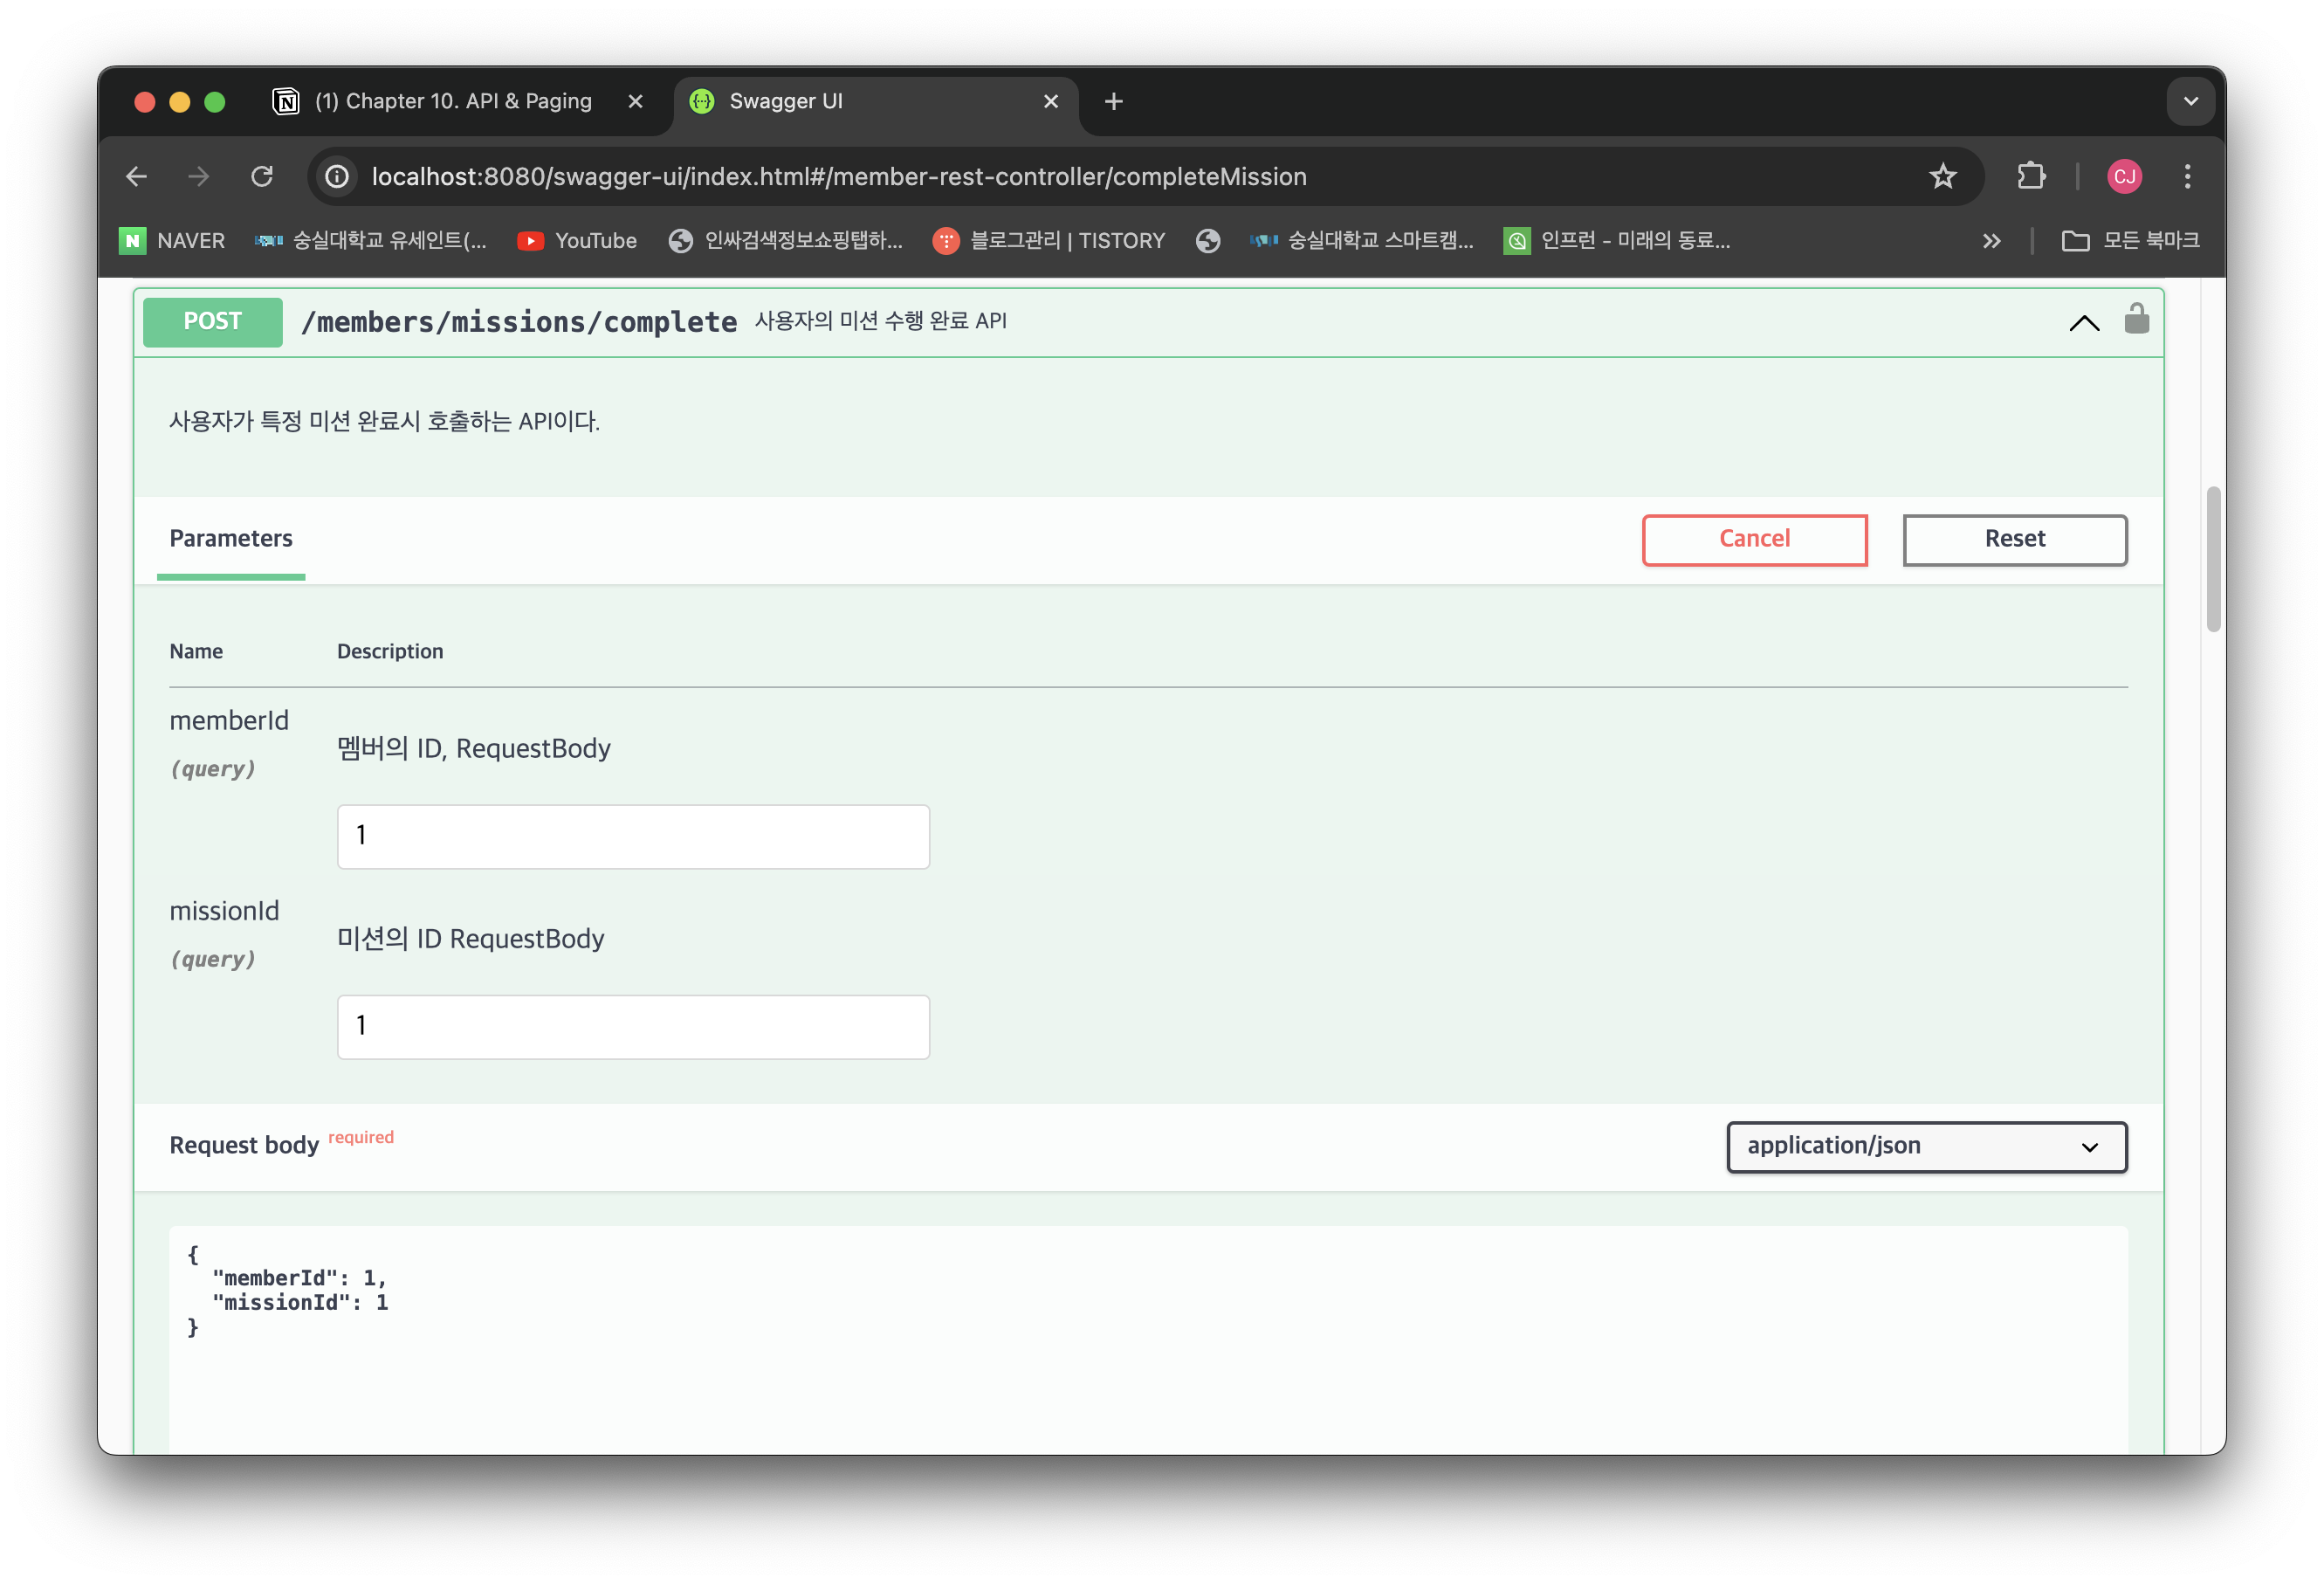 (1) Chapter 10. API & Paging
Swagger UI
localhost:8080/swagger-ui/index.html#/member-rest-controller/completeMission
CJ
NAVER
숭실대학교 유세인트(...
YouTube
인싸검색정보쇼핑탭하...
블로그관리 | TISTORY
숭실대학교 스마트캠...
인프런 - 미래의 동료...
모든 북마크
POST /members/missions/complete 사용자의 미션 수행 완료 API
사용자가 특정 미션 완료시 호출하는 API이다.
Parameters
Cancel
Reset
Name Description
memberId
(query)
멤버의 ID, RequestBody
1
missionId
(query)
미션의 ID RequestBody
1
Request body required
application/json
{
"memberId": 1,
"missionId": 1
}